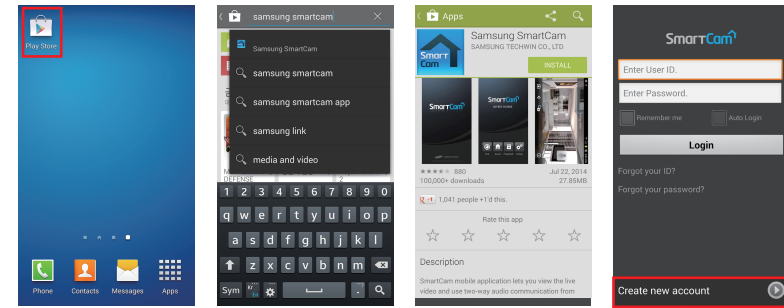 Play Store
Phone
Contacts
Messages
Apps
samsung smartcam
Samsung SmartCam
samsung smartcam
samsung smartcam app
samsung link
media and video
DEFENSE
2
1 2 3 4 5 6 7 8 9 0
q w e r t y u i o p
a s d f g h j k l
z x c v b n m
Sym
.
Apps
Samsung SmartCam
SAMSUNG TECHWIN CO., LTD
INSTALL
Smart
Cam
SmartCam
SmartCam
880
Jul 22, 2014
100,000+ downloads
27.85MB
+1
1,041 people +1'd this.
Rate this app
Description
SmartCam mobile application lets you view the live
video and use two-way audio communication from
SmartCam
Enter User ID.
Enter Password.
Remember me
Auto Login
Login
Forgot your ID?
Forgot your password?
Create new account